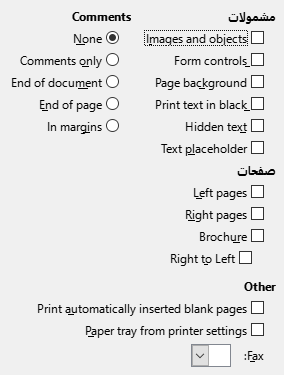 مشمولات
Images and objects
Form controls
Page background
Print text in black
Hidden text
Text placeholder
Comments
None
Comments only
End of document
End of page
In margins
صفحات
Left pages
Right pages
Brochure
Right to Left
Other
Print automatically inserted blank pages
Paper tray from printer settings
Fax: